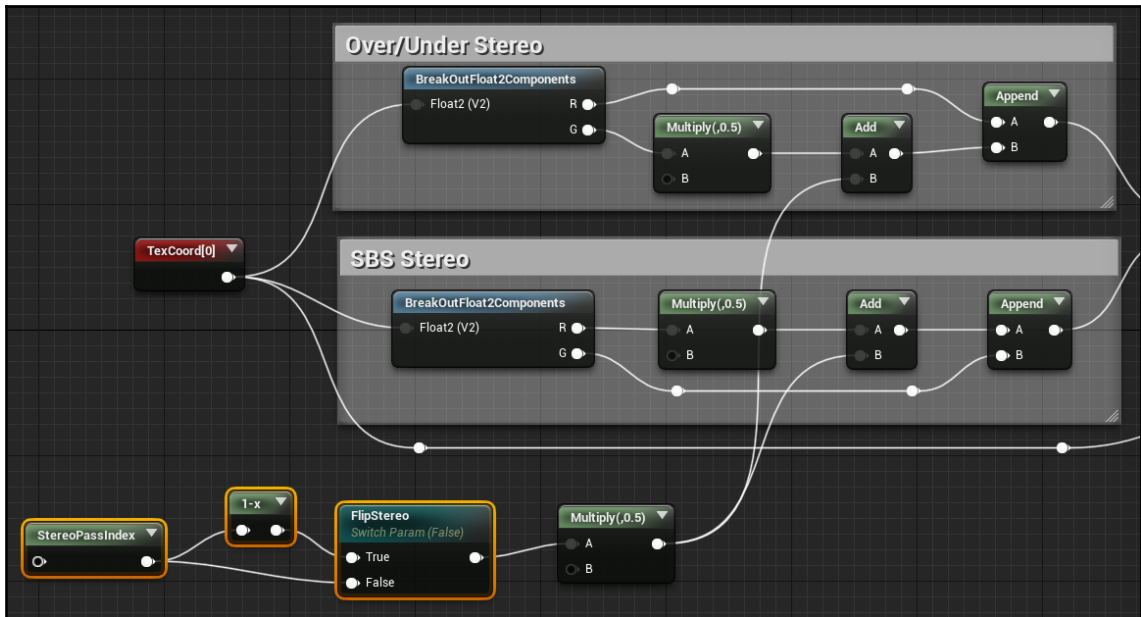 Over/Under Stereo
BreakOutFloat2Components
Float2 (V2)
R
G
Multiply(,0.5)
A
B
Add
A
B
Append
A
B
TexCoord[0]
SBS Stereo
BreakOutFloat2Components
Float2 (V2)
R
G
Multiply(,0.5)
A
B
Add
A
B
Append
A
B
StereoPassIndex
1-x
FlipStereo
Switch Param (False)
True
False
Multiply(,0.5)
A
B